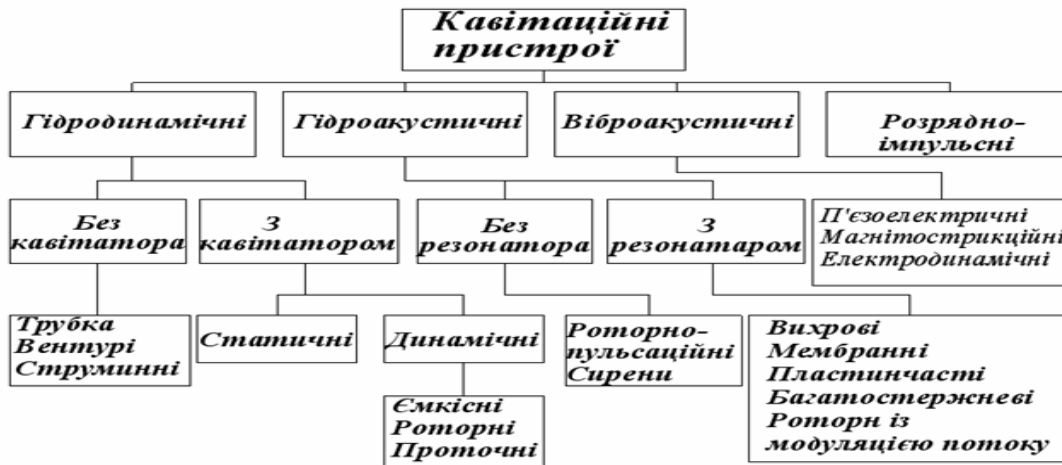 Кавітаційні
пристрої
Гідродинамічні
Гідроакустичні
Віброакустичні
Розрядно-
імпульсні
Без
кавітатора
З
кавітатором
Без
резонатора
З
резонатаром
П'єзоелектричні
Магнітострикційні
Електродинамічні
Трубка
Вентурі
Струминні
Статичні
Динамічні
Роторно-
пульсаційні
Сирени
Вихрові
Мембранні
Пластинчасті
Багатостержневі
Роторн із
модуляцією потоку
Ємкісні
Роторні
Проточні